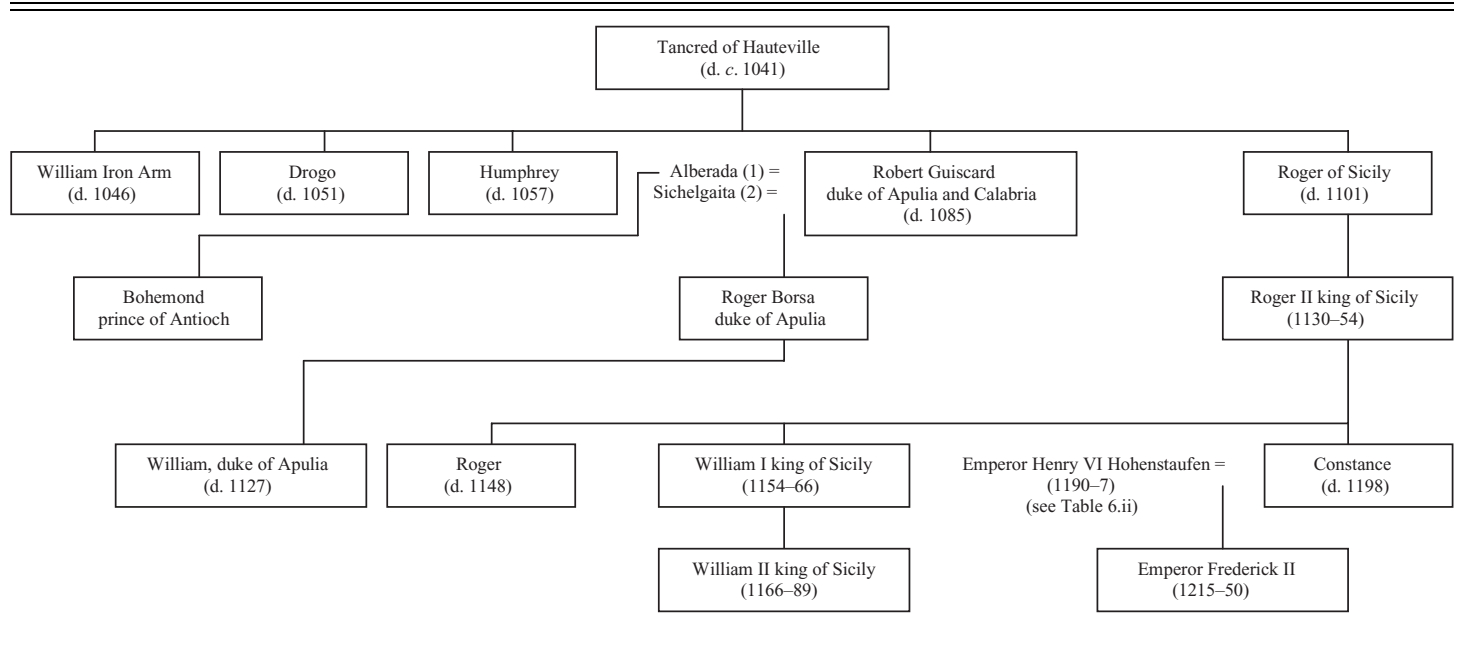 Tancred of Hauteville
(d. c. 1041)
William Iron Arm
(d. 1046)
Drogo
(d. 1051)
Humphrey
(d. 1057)
Alberada (1) =
Sichelgaita (2) =
Robert Guiscard
duke of Apulia and Calabria
(d. 1085)
Roger of Sicily
(d. 1101)
Bohemond
prince of Antioch
Roger Borsa
duke of Apulia
Roger II king of Sicily
(1130–54)
William, duke of Apulia
(d. 1127)
Roger
(d. 1148)
William I king of Sicily
(1154–66)
Emperor Henry VI Hohenstaufen =
(1190–7)
(see Table 6.ii)
Constance
(d. 1198)
William II king of Sicily
(1166–89)
Emperor Frederick II
(1215–50)